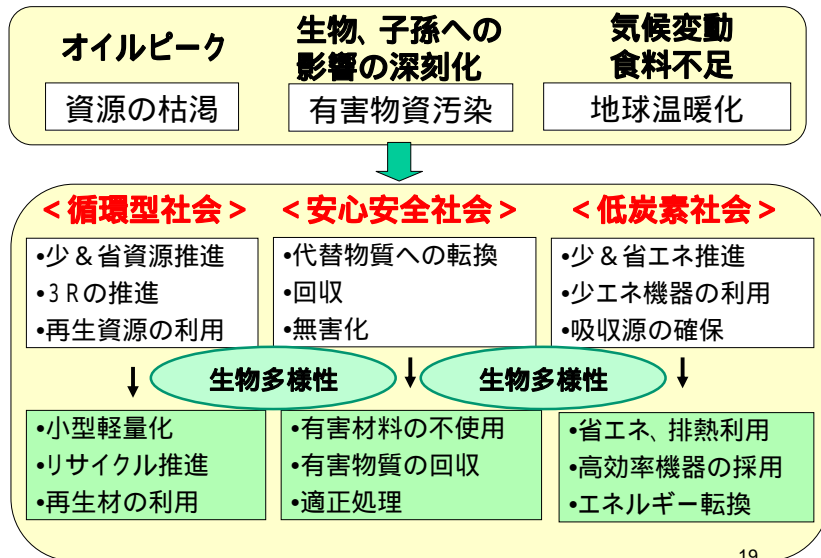 オイルピーク
資源の枯渇
生物、子孫への
影響の深刻化
有害物資汚染
気候変動
食料不足
地球温暖化
<循環型社会>
•少&省資源推進
•3Rの推進
•再生資源の利用
<安心安全社会>
•代替物質への転換
•回収
•無害化
<低炭素社会>
•少&省エネ推進
•少エネ機器の利用
•吸収源の確保
生物多様性
生物多様性
•小型軽量化
•リサイクル推進
•再生材の利用
•有害材料の不使用
•有害物質の回収
•適正処理
•省エネ、排熱利用
•高効率機器の採用
•エネルギー転換
19